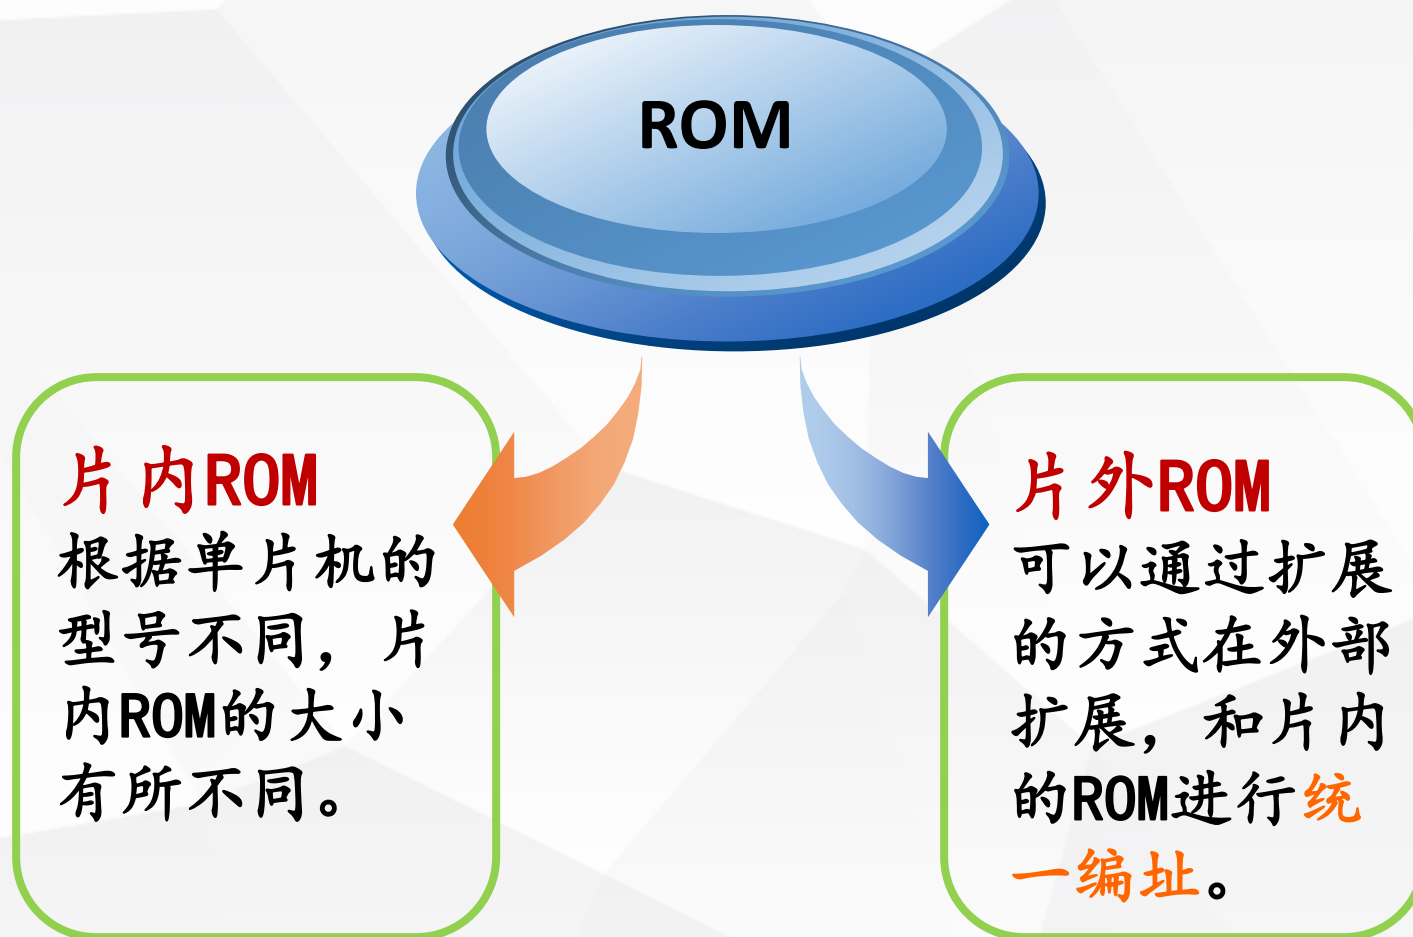 ROM
片内ROM
根据单片机的
型号不同，片
内ROM的大小
有所不同。
片外ROM
可以通过扩展
的方式在外部
扩展，和片内
的ROM进行统
一编址。